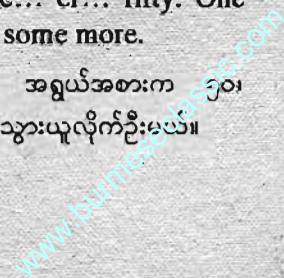 er... fifty. One
some more.
အရွယ်အစားက ၅၀၊
သွားယူလိုက်ဦးမယ်။
www.burmeseclassic.com